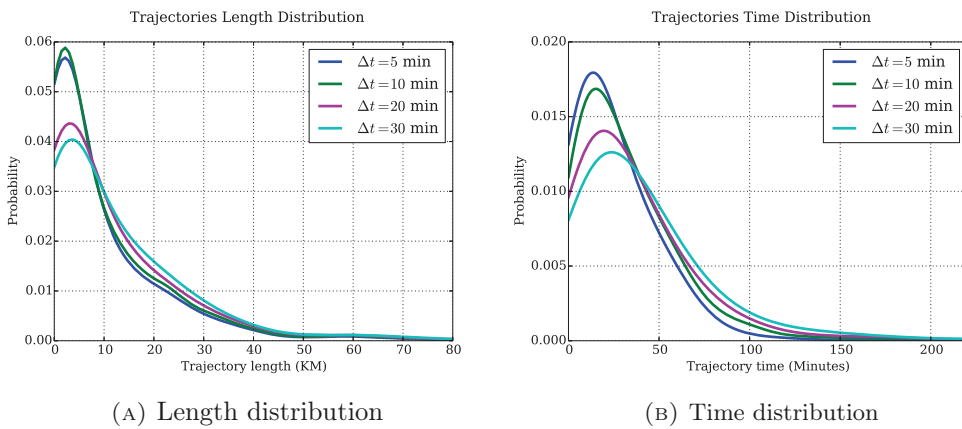 Trajectories Length Distribution
0.06
0.05
0.04
0.03
0.02
0.01
0.00
Probability
0 10 20 30 40 50 60 70 80
Trajectory length (KM)
Δt=5 min
Δt=10 min
Δt=20 min
Δt=30 min
(A) Length distribution
Trajectories Time Distribution
0.020
0.015
0.010
0.005
0.000
Probability
0 50 100 150 200
Trajectory time (Minutes)
Δt=5 min
Δt=10 min
Δt=20 min
Δt=30 min
(B) Time distribution